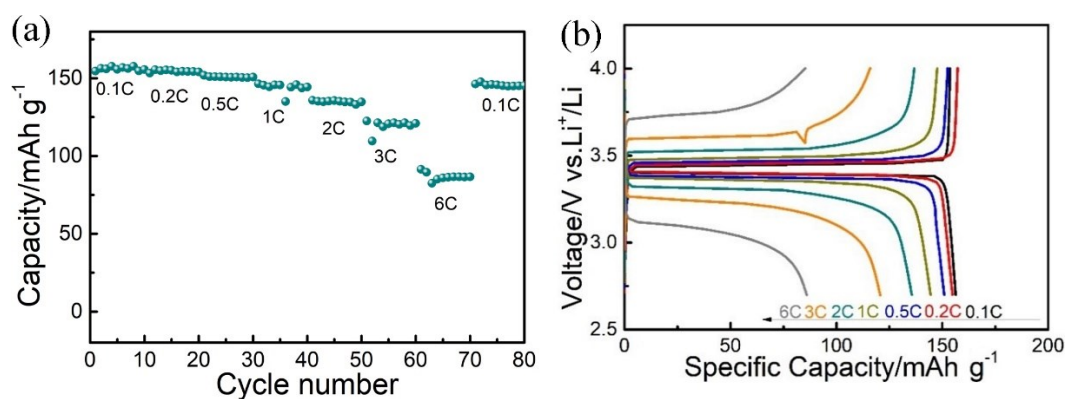 (a)
Capacity/mAh g-1
150
100
50
0
0.1C
0.2C
0.5C
1C
2C
3C
6C
0.1C
0 10 20 30 40 50 60 70 80
Cycle number
(b)
Voltage/V vs.Li+/Li
4.0
3.5
3.0
2.5
6C 3C 2C 1C 0.5C 0.2C 0.1C
0 50 100 150 200
Specific Capacity/mAh g-1